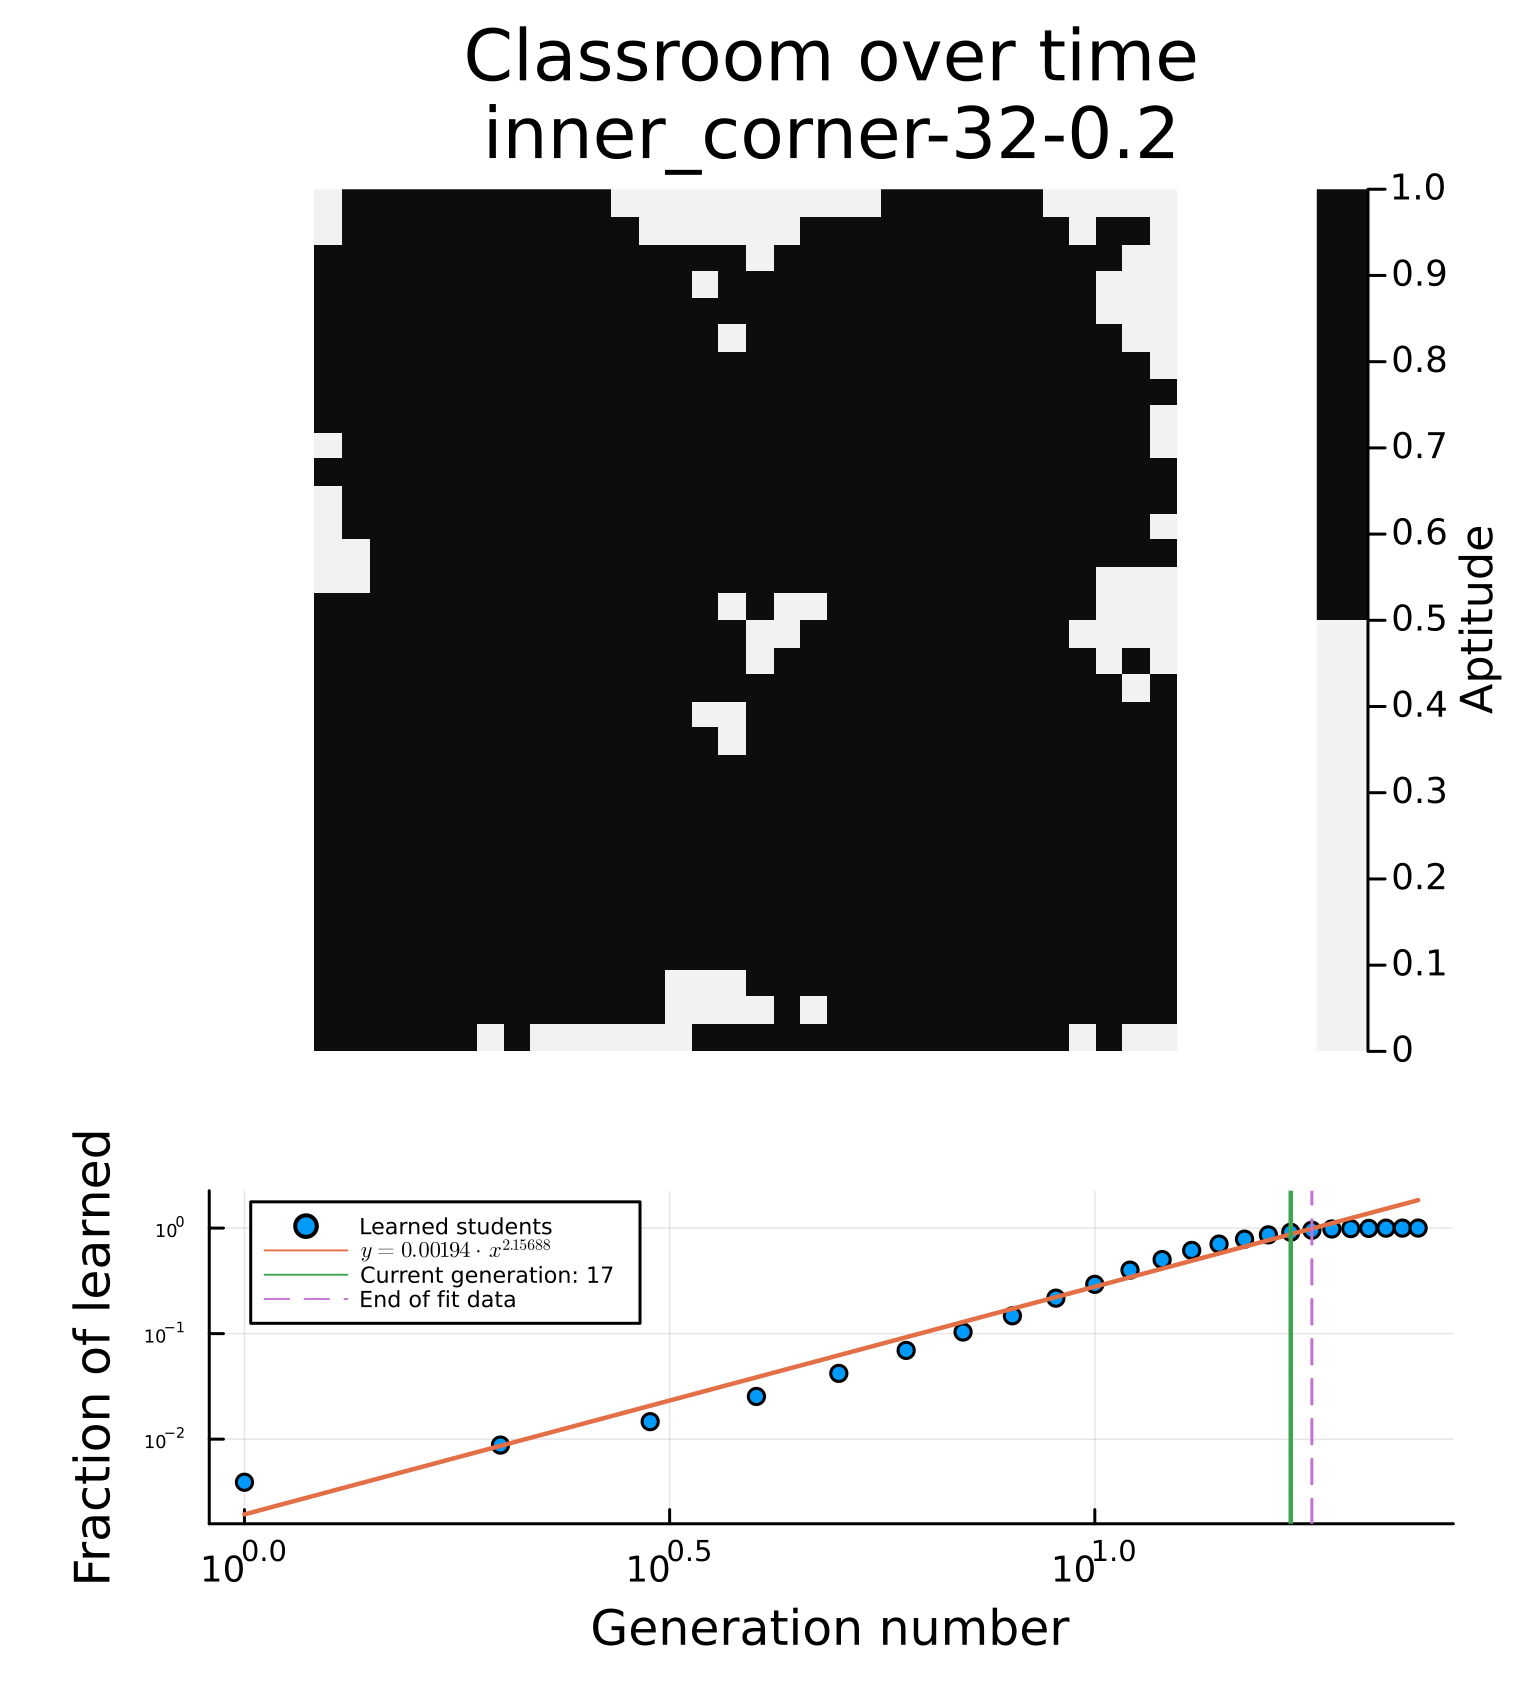 Classroom over time
inner_corner-32-0.2
1.0
0.9
0.8
0.7
0.6
0.5
0.4
0.3
0.2
0.1
0
Aptitude
Fraction of learned
10^0
10^-1
10^-2
Learned students
y = 0.00194 · x^2.15688
Current generation: 17
End of fit data
10^0.0
10^0.5
10^1.0
Generation number